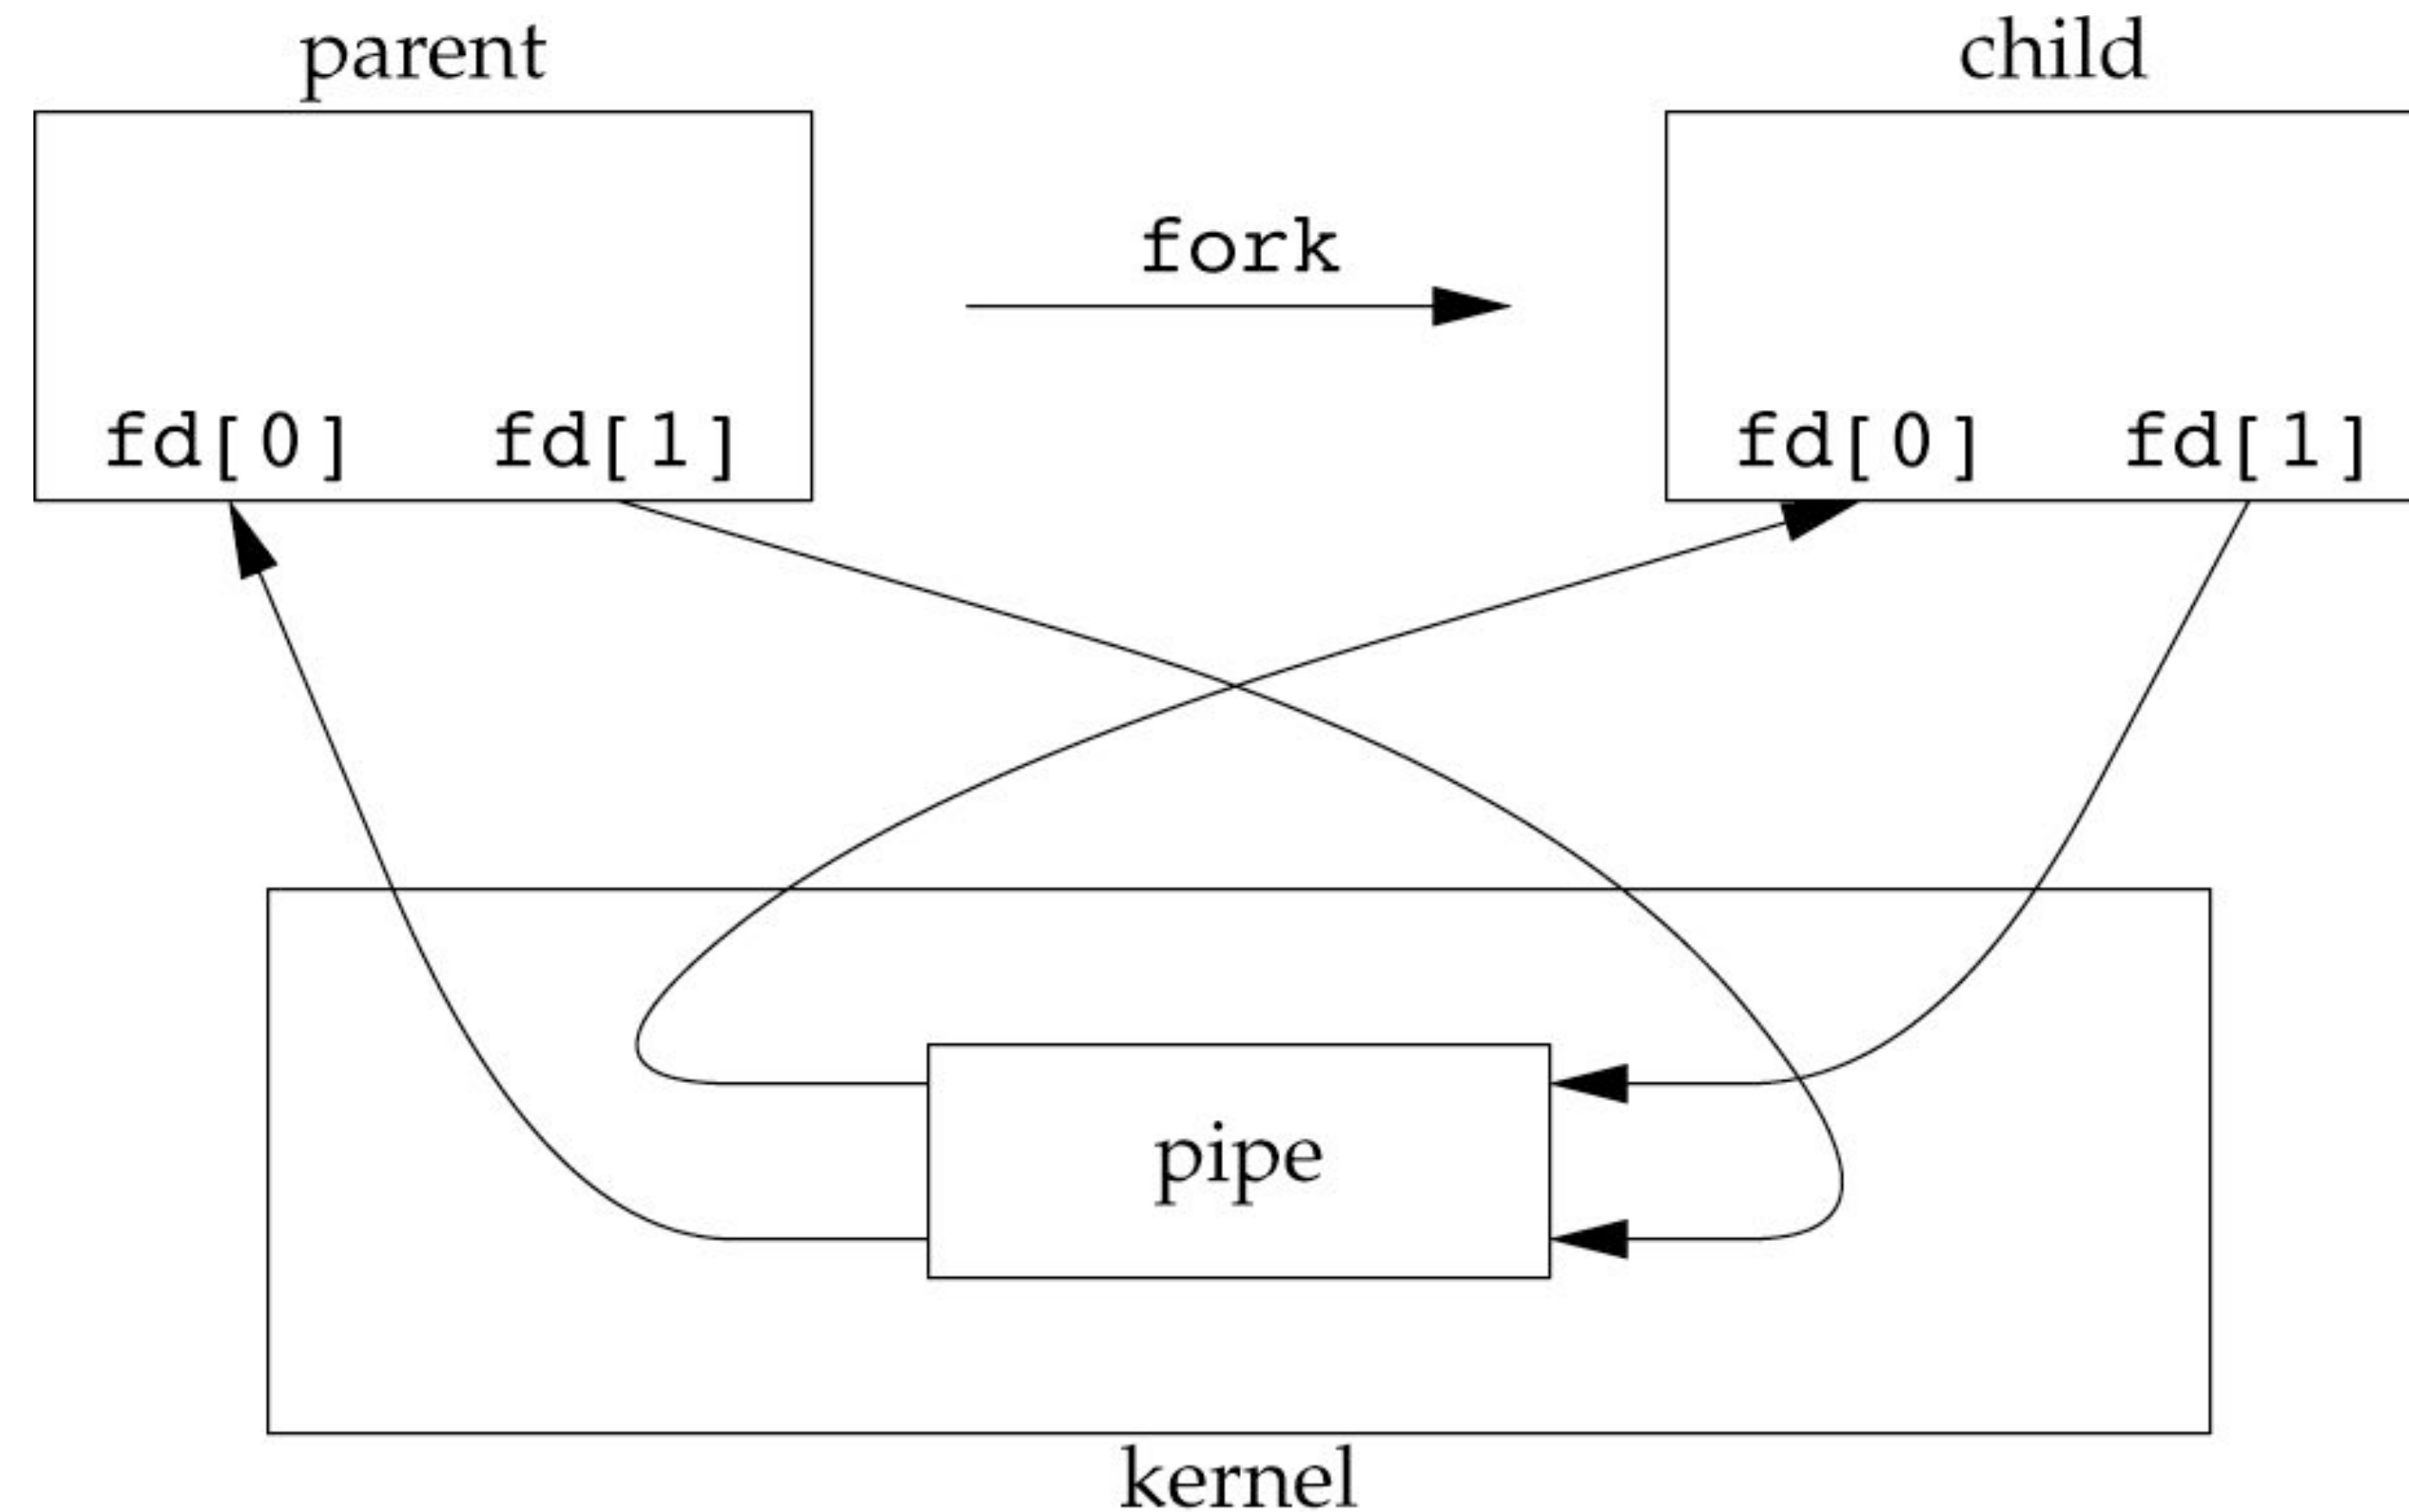 parent
child
fork
fd[0] fd[1]
fd[0] fd[1]
pipe
kernel